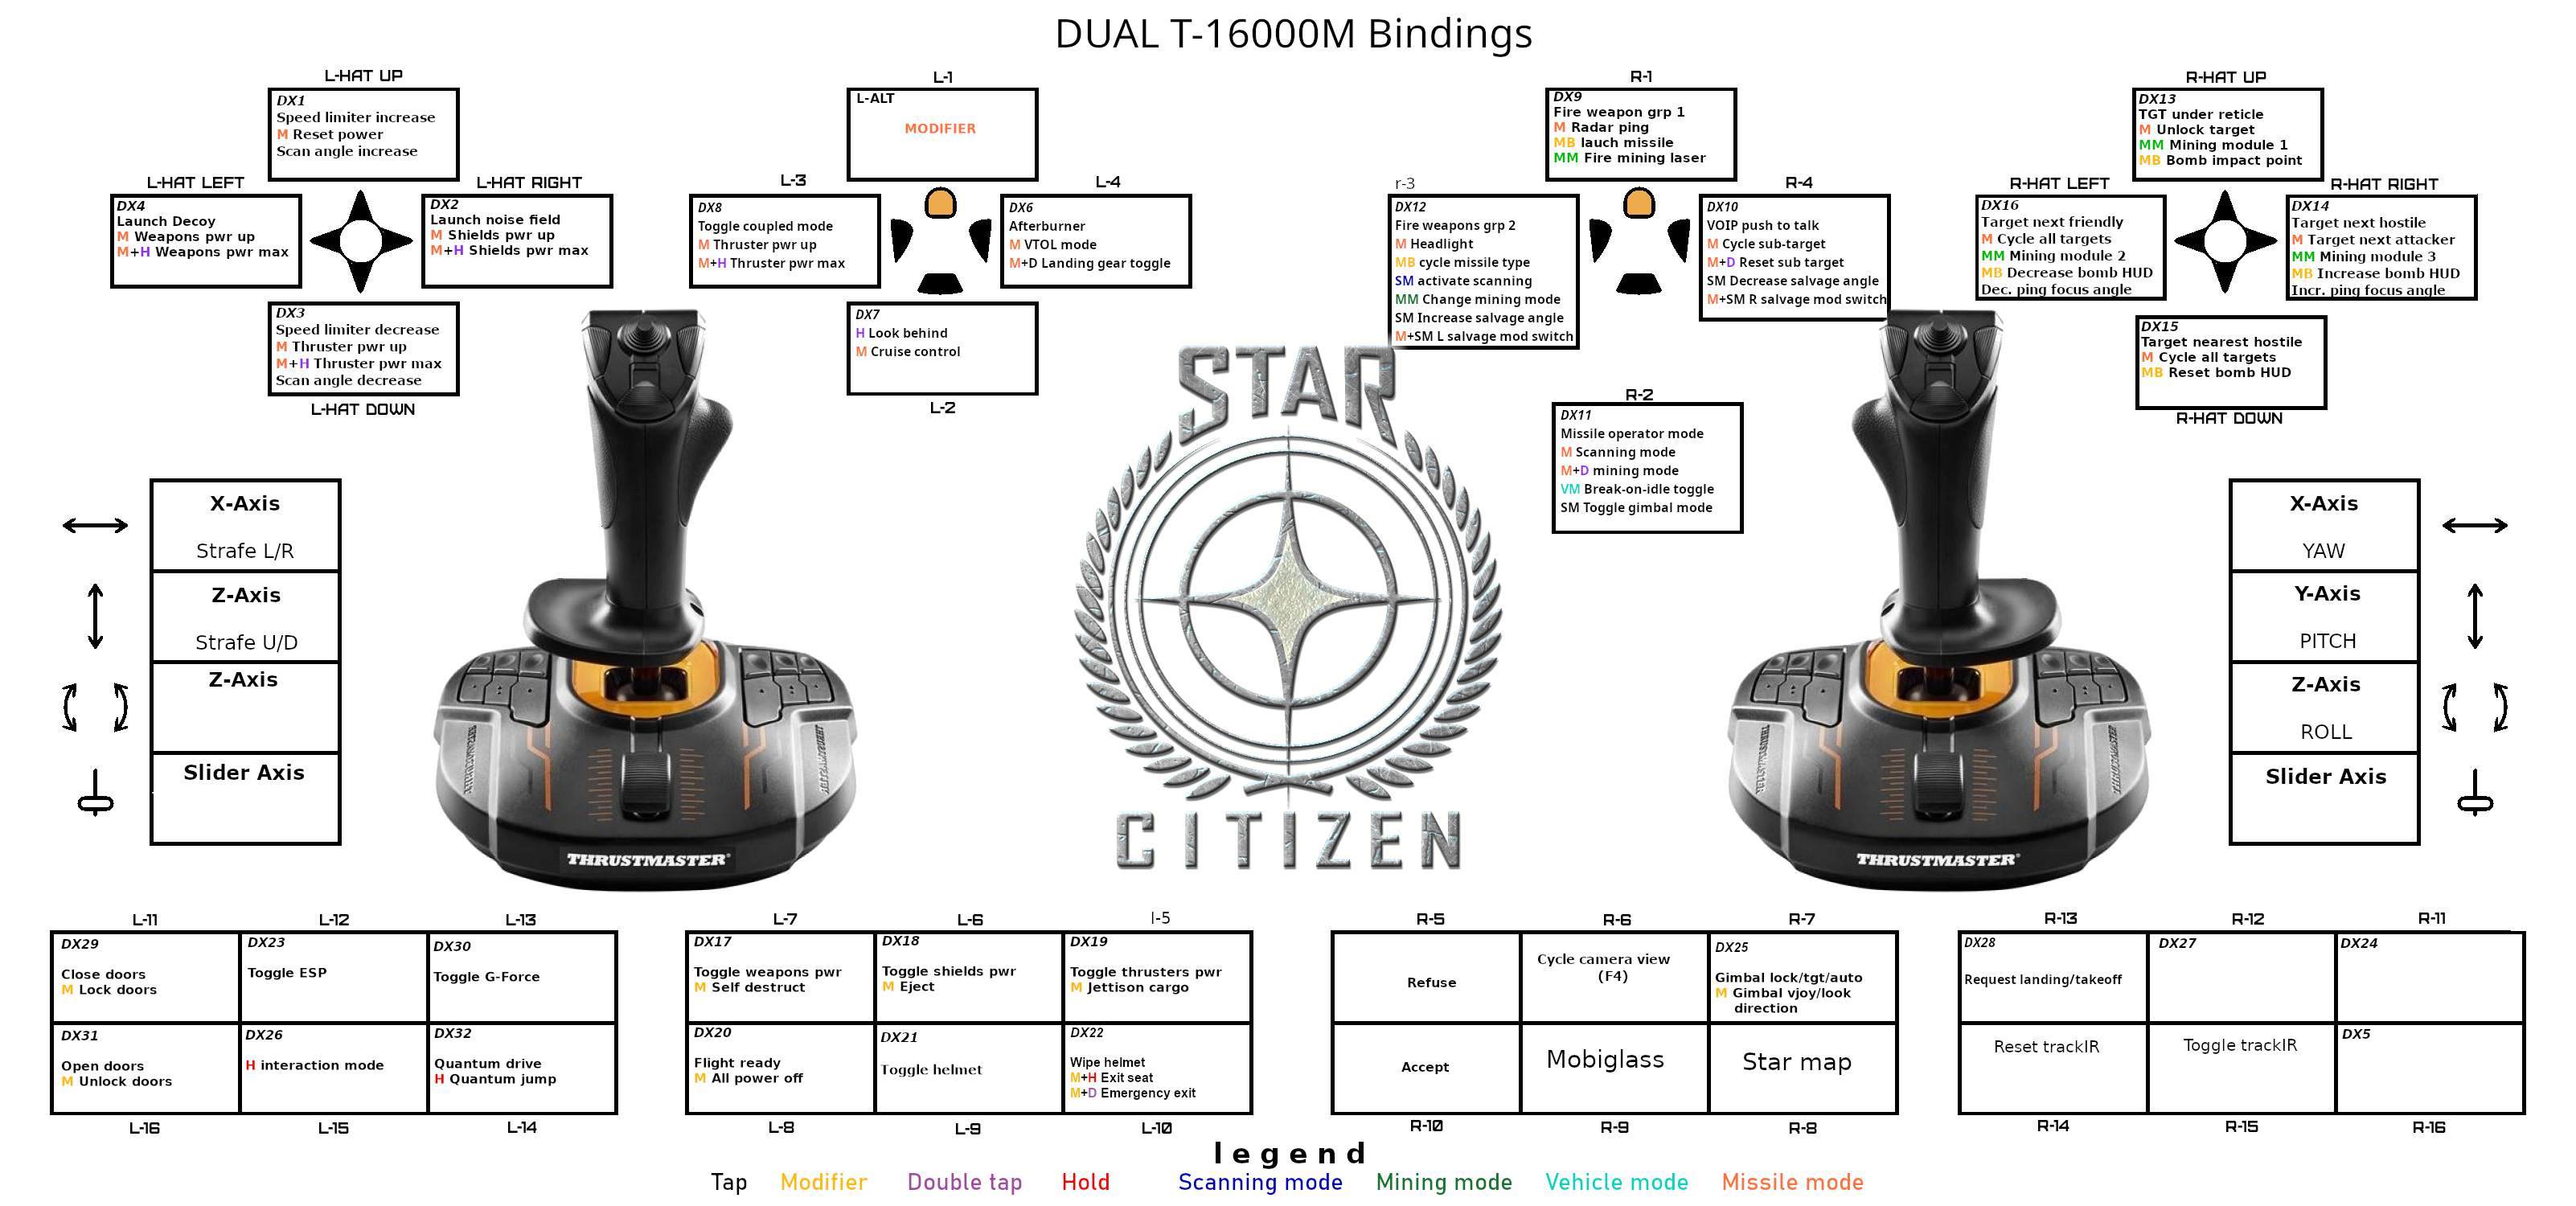 DUAL T-16000M Bindings
L-HAT UP
DX1
Speed limiter increase
M Reset power
Scan angle increase
L-HAT LEFT
DX4
Launch Decoy
M Weapons pwr up
M+H Weapons pwr max
L-HAT RIGHT
DX2
Launch noise field
M Shields pwr up
M+H Shields pwr max
DX3
Speed limiter decrease
M Thruster pwr up
M+H Thruster pwr max
Scan angle decrease
L-HAT DOWN
L-1
L-ALT
MODIFIER
L-3
DX8
Toggle coupled mode
M Thruster pwr up
M+H Thruster pwr max
L-4
DX6
Afterburner
M VTOL mode
M+D Landing gear toggle
DX7
H Look behind
M Cruise control
L-2
R-1
DX9
Fire weapon grp 1
M Radar ping
MB lauch missile
MM Fire mining laser
r-3
DX12
Fire weapons grp 2
M Headlight
MB cycle missile type
SM activate scanning
MM Change mining mode
SM Increase salvage angle
M+SM L salvage mod switch
R-4
DX10
VOIP push to talk
M Cycle sub-target
M+D Reset sub target
SM Decrease salvage angle
M+SM R salvage mod switch
R-2
DX11
Missile operator mode
M Scanning mode
M+D mining mode
VM Break-on-idle toggle
SM Toggle gimbal mode
R-HAT UP
DX13
TGT under reticle
M Unlock target
MM Mining module 1
MB Bomb impact point
R-HAT LEFT
DX16
Target next friendly
M Cycle all targets
MM Mining module 2
MB Decrease bomb HUD
Dec. ping focus angle
R-HAT RIGHT
DX14
Target next hostile
M Target next attacker
MM Mining module 3
MB Increase bomb HUD
Incr. ping focus angle
DX15
Target nearest hostile
M Cycle all targets
MB Reset bomb HUD
R-HAT DOWN
X-Axis
Strafe L/R
Z-Axis
Strafe U/D
Z-Axis
Slider Axis
THRUSTMASTER®
STAR
CITIZEN
THRUSTMASTER®
X-Axis
YAW
Y-Axis
PITCH
Z-Axis
ROLL
Slider Axis
L-11
L-12
L-13
DX29
Close doors
M Lock doors
DX23
Toggle ESP
DX30
Toggle G-Force
DX31
Open doors
M Unlock doors
DX26
H interaction mode
DX32
Quantum drive
H Quantum jump
L-16
L-15
L-14
L-7
L-6
l-5
DX17
Toggle weapons pwr
M Self destruct
DX18
Toggle shields pwr
M Eject
DX19
Toggle thrusters pwr
M Jettison cargo
DX20
Flight ready
M All power off
DX21
Toggle helmet
DX22
Wipe helmet
M+H Exit seat
M+D Emergency exit
L-8
L-9
L-10
R-5
R-6
R-7
Refuse
Cycle camera view
(F4)
DX25
Gimbal lock/tgt/auto
M Gimbal vjoy/look
direction
Accept
Mobiglass
Star map
R-10
R-9
R-8
R-13
R-12
R-11
DX28
Request landing/takeoff
DX27
DX24
Reset trackIR
Toggle trackIR
DX5
R-14
R-15
R-16
legend
Tap Modifier Double tap Hold Scanning mode Mining mode Vehicle mode Missile mode